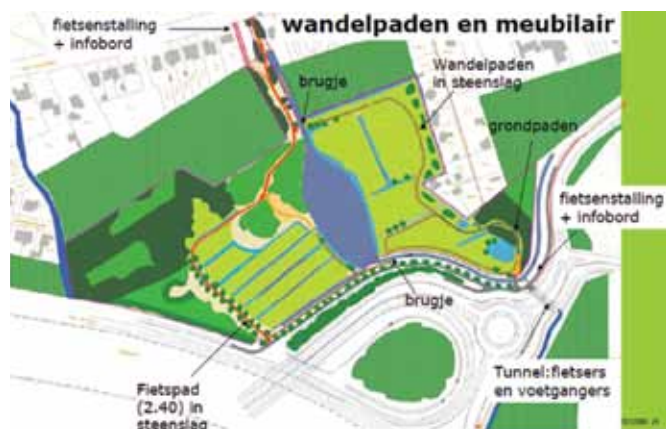 wandelpaden en meubilair
fietsenstalling
+ infobord
brugje
Wandelpaden
in steenslag
grondpaden
fietsenstalling
+ infobord
brugje
Fietspad
(2.40) in
steenslag
Tunnel:fietsers
en voetgangers